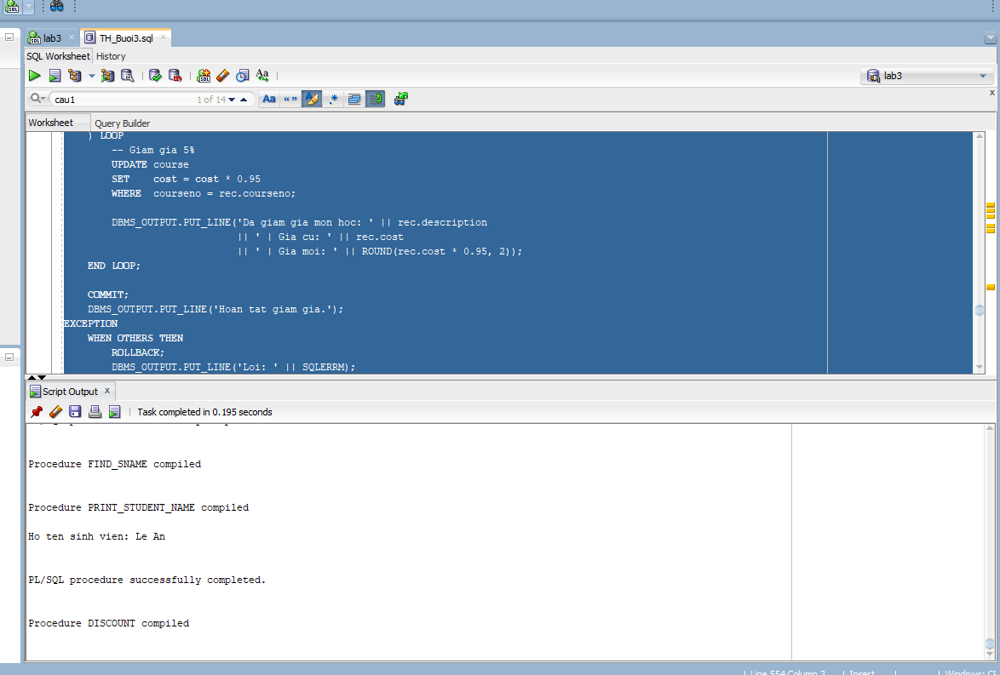 SQL
lab3
TH_Buoi3.sql
SQL Worksheet History
lab3
cau1
1 of 14
Aa
Worksheet
Query Builder
) LOOP
-- Giam gia 5%
UPDATE course
SET cost = cost * 0.95
WHERE courseno = rec.courseno;
DBMS_OUTPUT.PUT_LINE('Da giam gia mon hoc: ' || rec.description
|| ' | Gia cu: ' || rec.cost
|| ' | Gia moi: ' || ROUND(rec.cost * 0.95, 2));
END LOOP;
COMMIT;
DBMS_OUTPUT.PUT_LINE('Hoan tat giam gia.');
EXCEPTION
WHEN OTHERS THEN
ROLLBACK;
DBMS_OUTPUT.PUT_LINE('Loi: ' || SQLERRM);
Script Output
Task completed in 0.195 seconds
Procedure FIND_SNAME compiled
Procedure PRINT_STUDENT_NAME compiled
Ho ten sinh vien: Le An
PL/SQL procedure successfully completed.
Procedure DISCOUNT compiled
Line 554 Column 3 | Insert | | Windows: